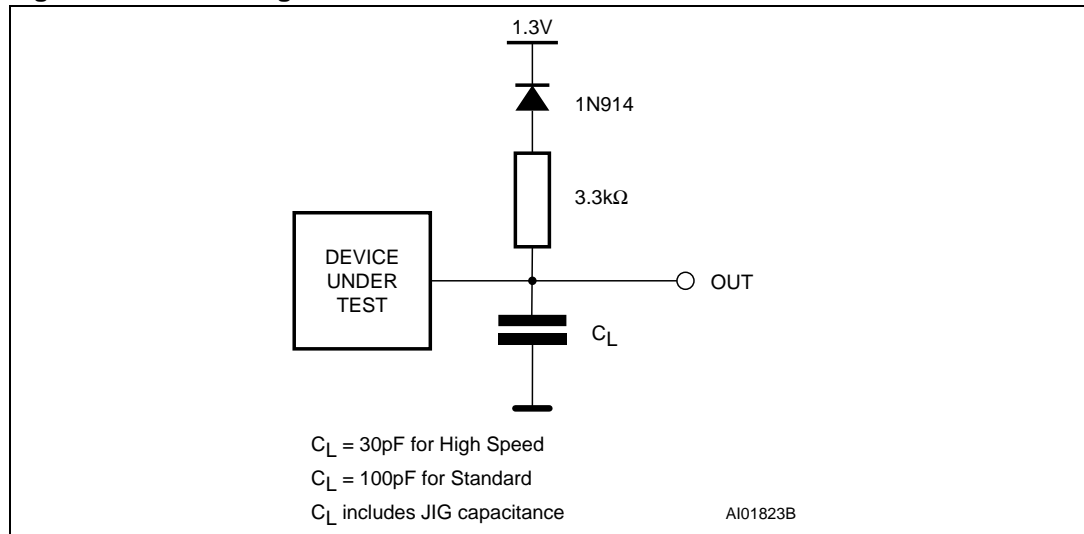 1.3V
1N914
3.3kΩ
DEVICE
UNDER
TEST
OUT
CL
CL = 30pF for High Speed
CL = 100pF for Standard
CL includes JIG capacitance
AI01823B